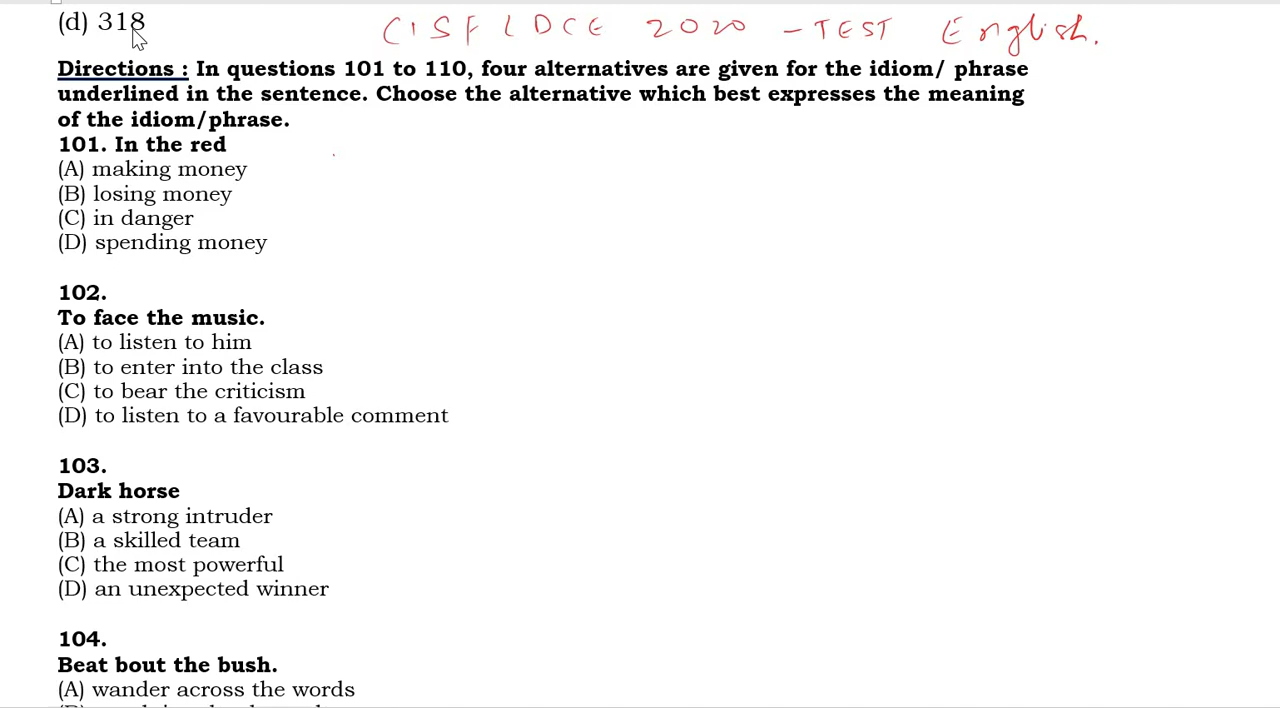 (d) 318
CISF LDCE 2020 - TEST English.
Directions : In questions 101 to 110, four alternatives are given for the idiom/ phrase
underlined in the sentence. Choose the alternative which best expresses the meaning
of the idiom/phrase.
101. In the red
(A) making money
(B) losing money
(C) in danger
(D) spending money
102.
To face the music.
(A) to listen to him
(B) to enter into the class
(C) to bear the criticism
(D) to listen to a favourable comment
103.
Dark horse
(A) a strong intruder
(B) a skilled team
(C) the most powerful
(D) an unexpected winner
104.
Beat bout the bush.
(A) wander across the words